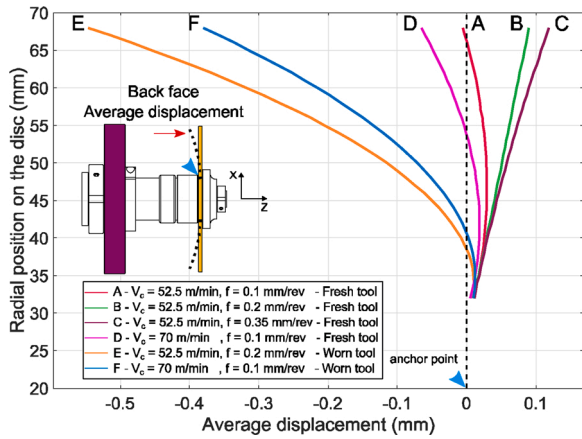 E F D A B C
70
65
60
55
50
45
40
35
30
25
20
Radial position on the disc (mm)
Back face
Average displacement
x
z
A - Vc = 52.5 m/min, f = 0.1 mm/rev - Fresh tool
B - Vc = 52.5 m/min, f = 0.2 mm/rev - Fresh tool
C - Vc = 52.5 m/min, f = 0.35 mm/rev - Fresh tool
D - Vc = 70 m/min , f = 0.1 mm/rev - Fresh tool
E - Vc = 52.5 m/min, f = 0.2 mm/rev - Worn tool
F - Vc = 70 m/min , f = 0.1 mm/rev - Worn tool
anchor point
-0.5 -0.4 -0.3 -0.2 -0.1 0 0.1
Average displacement (mm)